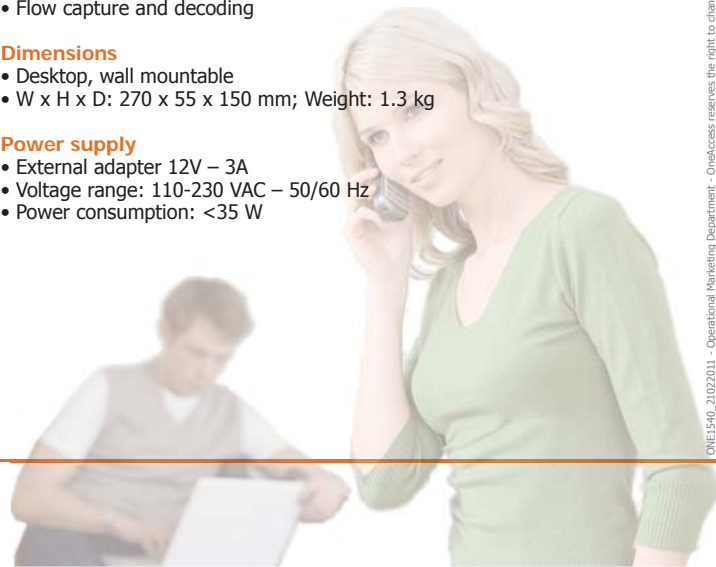 • Flow capture and decoding
Dimensions
• Desktop, wall mountable
• W x H x D: 270 x 55 x 150 mm; Weight: 1.3 kg
Power supply
• External adapter 12V – 3A
• Voltage range: 110-230 VAC – 50/60 Hz
• Power consumption: <35 W
ONE1540_21022011 - Operational Marketing Department - OneAccess reserves the right to chan